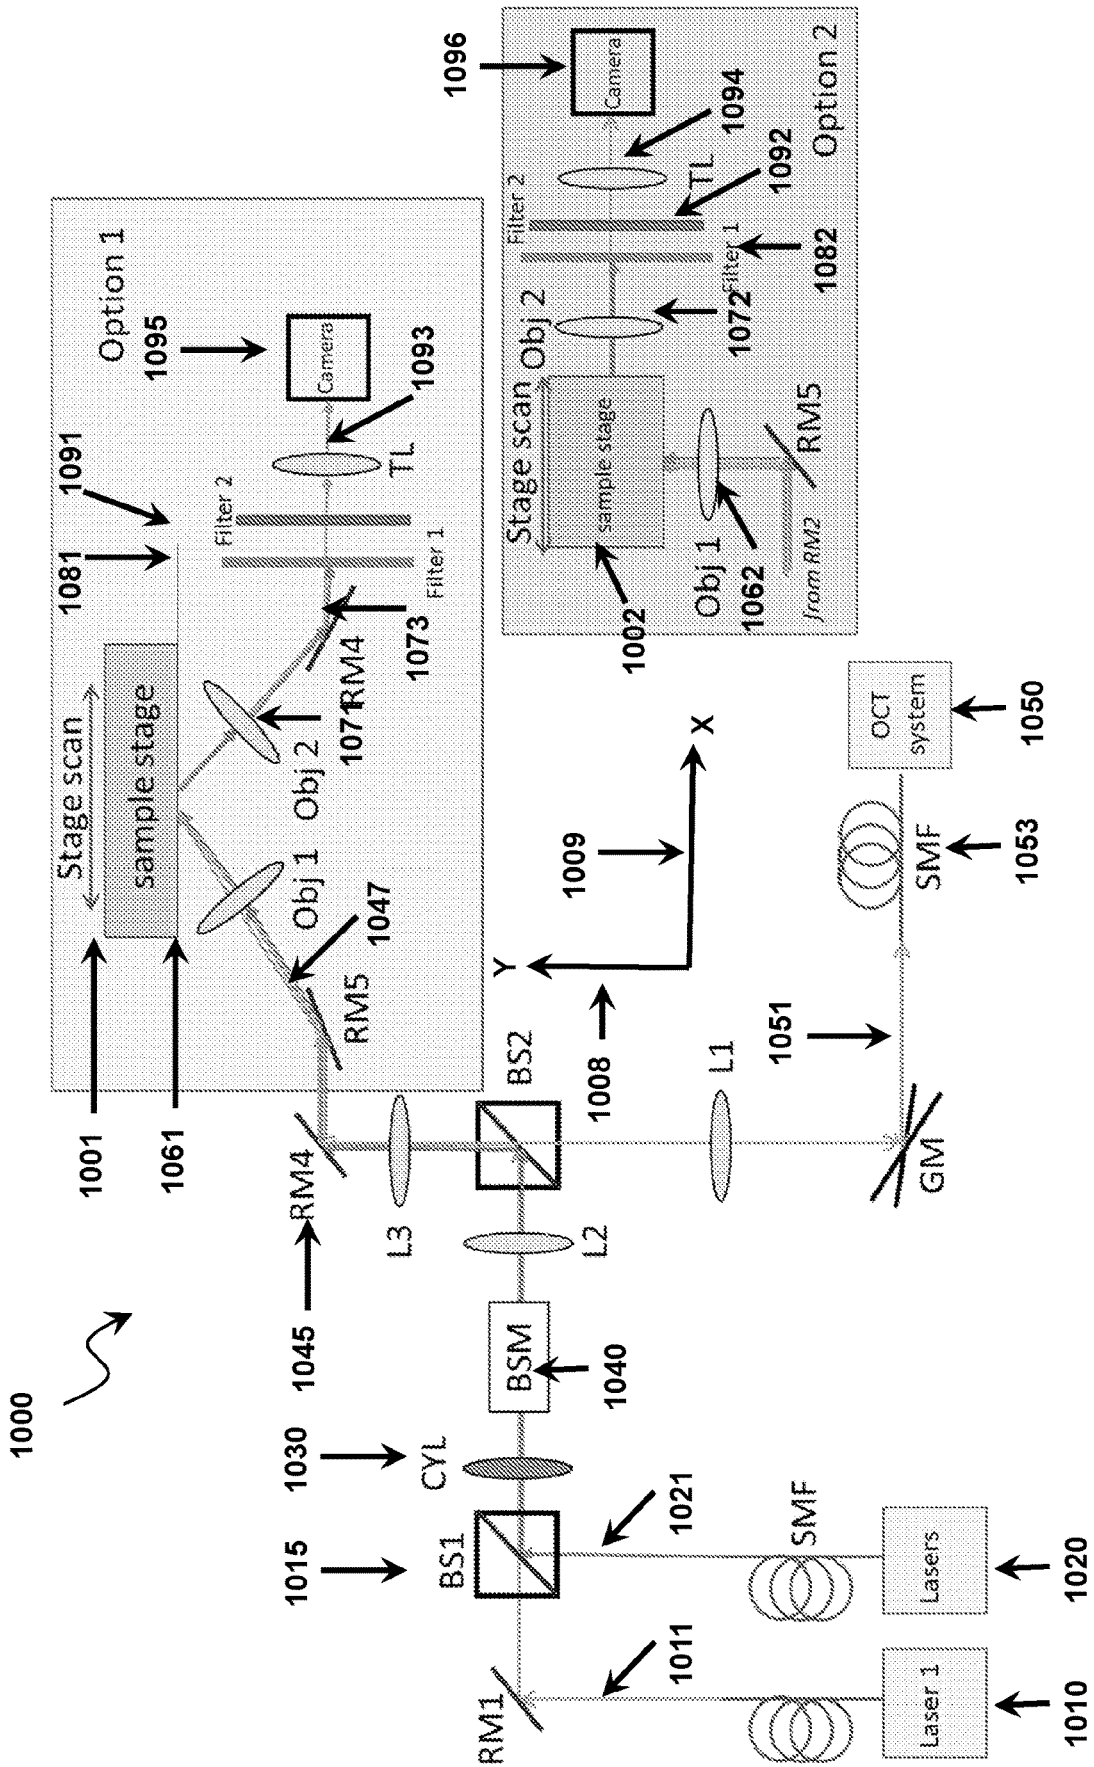 1000
1001
1061
1045
RM4
1030
CYL
1015
BS1
RM1
1011
1010
Laser 1
1020
Lasers
1021
SMF
BSM
1040
L2
L3
BS2
L1
GM
1051
1053
SMF
1050
OCT system
1008
Y
1009
X
Option 1
Stage scan
sample stage
RM5
1047
Obj 1
Obj 2
1071
RM4
1073
1081
1091
Filter 1
Filter 2
TL
1093
1095
Camera
Option 2
Stage scan
sample stage
1002
from RM2
RM5
Obj 1
1062
Obj 2
1072
Filter 1
1082
Filter 2
1092
TL
1094
Camera
1096